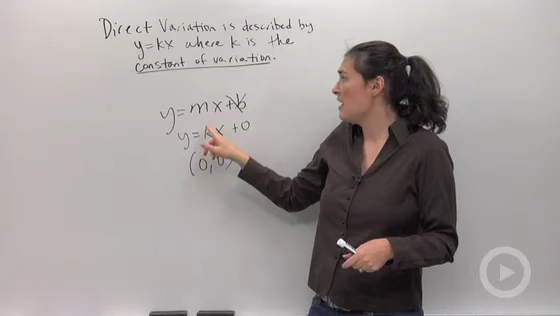 Direct Variation is described by
y=kx where k is the
constant of variation.
y=mx+b
y=kx+0
(0,0)